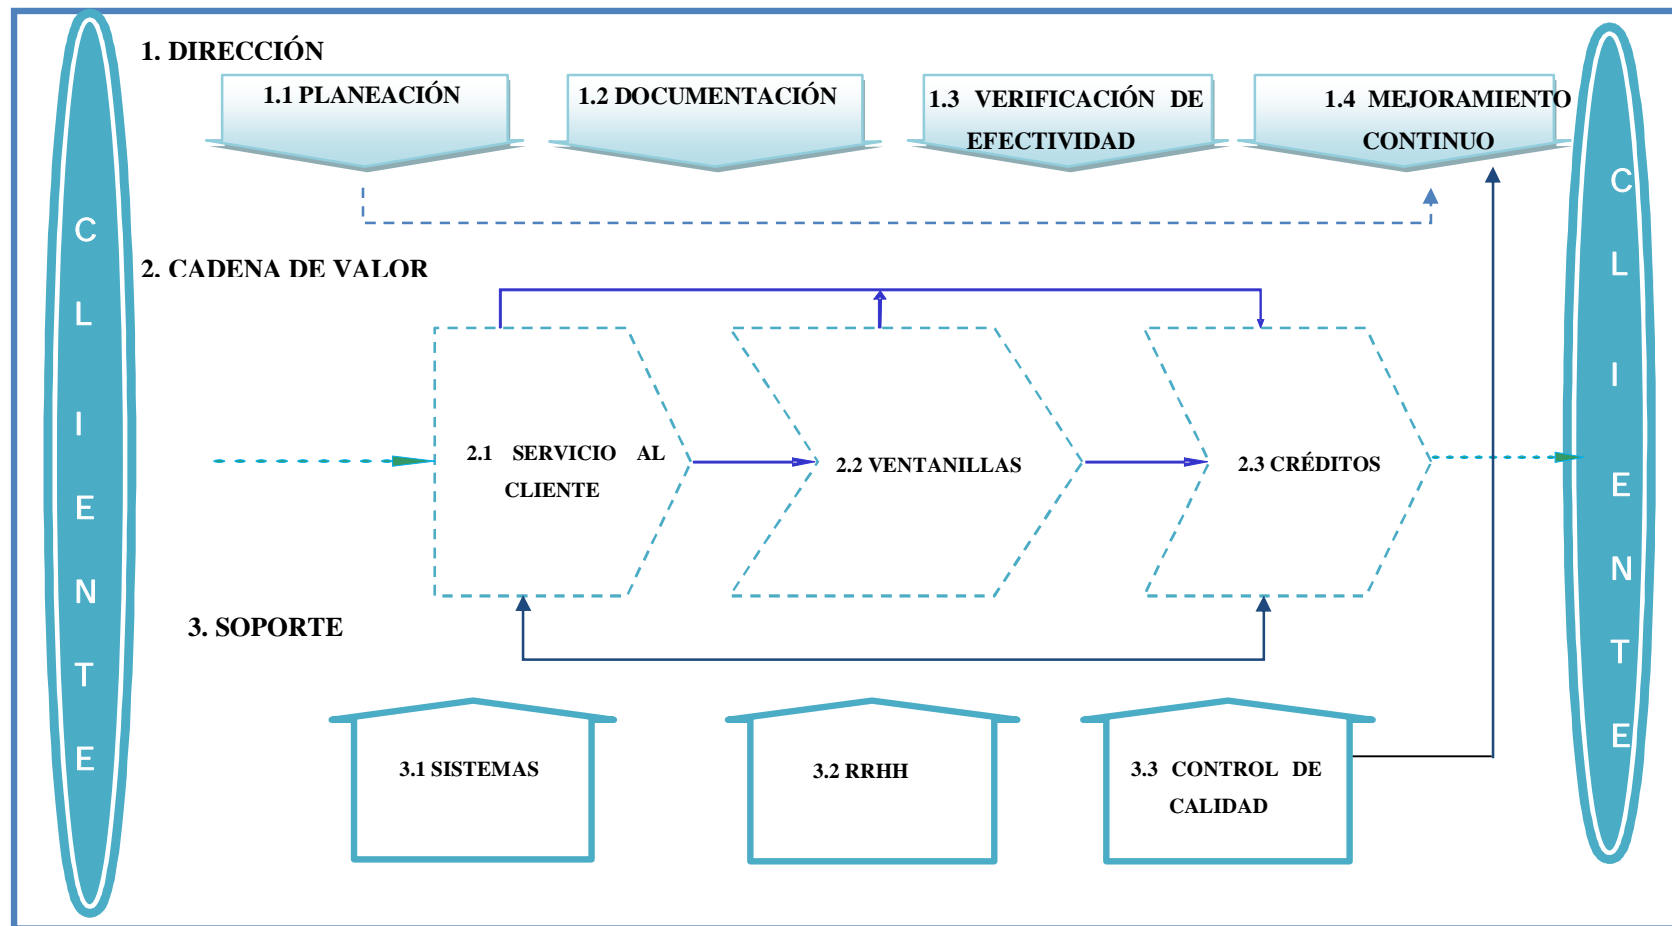 1. DIRECCIÓN
1.1 PLANEACIÓN
1.2 DOCUMENTACIÓN
1.3 VERIFICACIÓN DE
EFECTIVIDAD
1.4 MEJORAMIENTO
CONTINUO
CLIENTE
2. CADENA DE VALOR
2.1 SERVICIO AL
CLIENTE
2.2 VENTANILLAS
2.3 CRÉDITOS
CLIENTE
3. SOPORTE
3.1 SISTEMAS
3.2 RRHH
3.3 CONTROL DE
CALIDAD